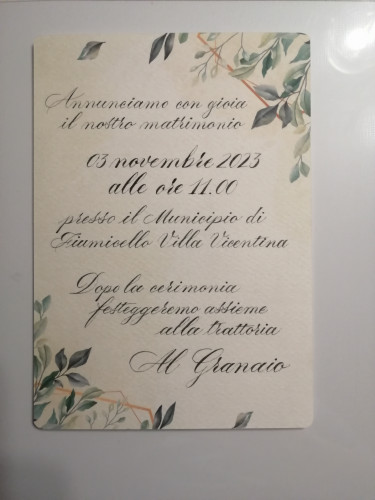 Annunciamo con gioia
il nostro matrimonio
03 novembre 2023
alle ore 11.00
presso il Municipio di
Fiumicello Villa Vicentina
Dopo la cerimonia
festeggeremo assieme
alla trattoria
Al Granaio